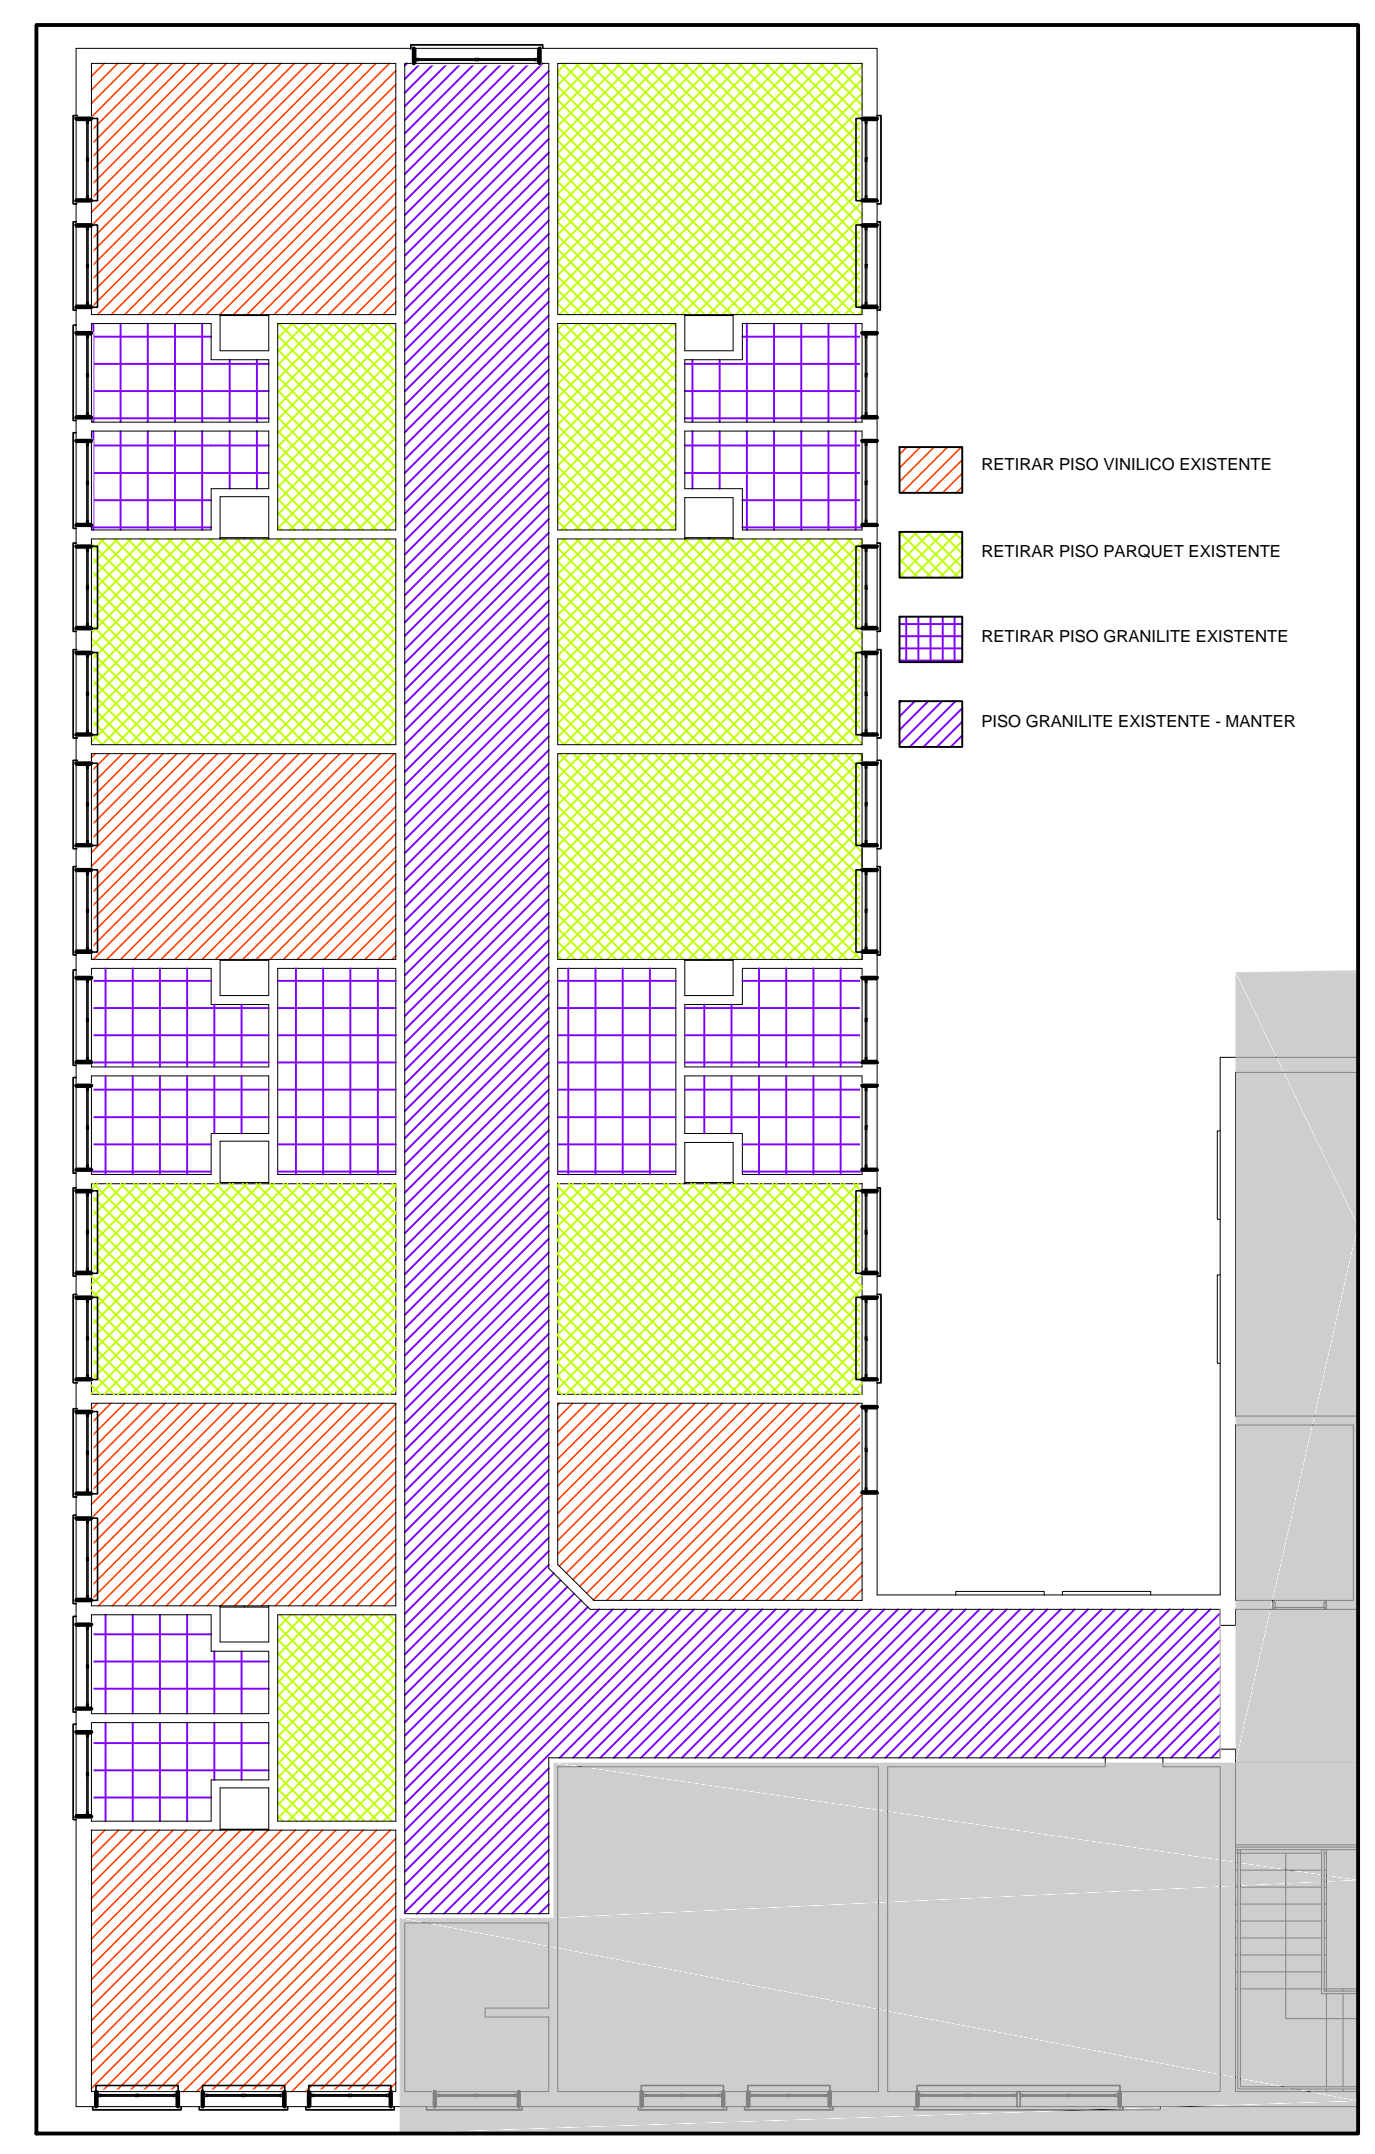 RETIRAR PISO VINILICO EXISTENTE
RETIRAR PISO PARQUET EXISTENTE
RETIRAR PISO GRANILITE EXISTENTE
PISO GRANILITE EXISTENTE - MANTER